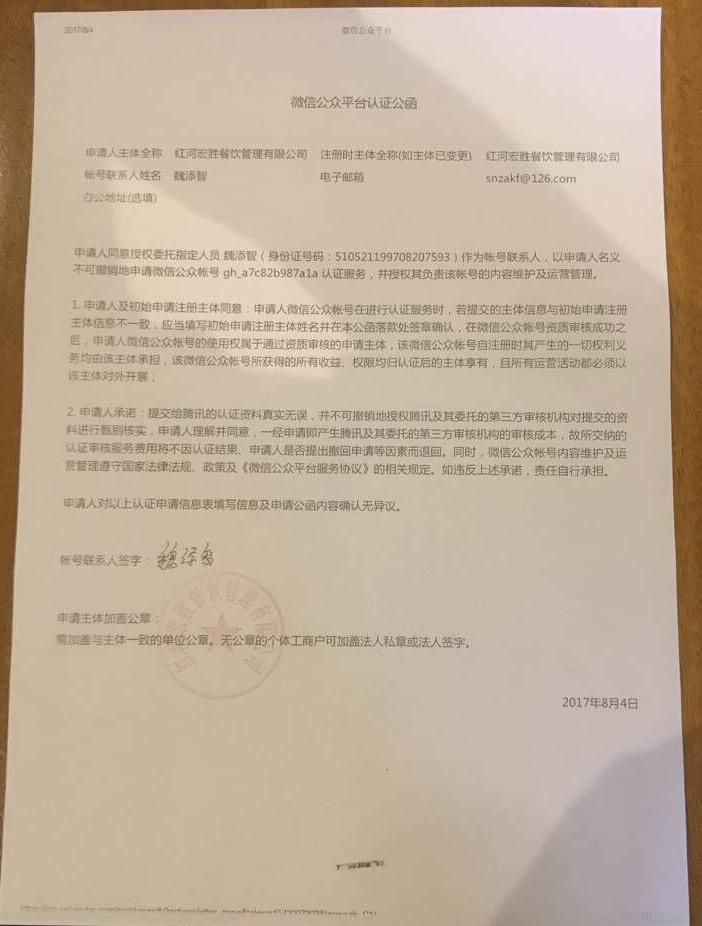 2017/8/4 微信公众平台
微信公众平台认证公函
申请人主体全称 红河宏胜餐饮管理有限公司 注册时主体全称(如主体已变更) 红河宏胜餐饮管理有限公司
帐号联系人姓名 魏添智 电子邮箱 snzakf@126.com
办公地址(选填)
申请人同意授权委托指定人员 魏添智(身份证号码:510521199708207593)作为帐号联系人,以申请人名义
不可撤销地申请微信公众帐号 gh_a7c82b987a1a 认证服务,并授权其负责该帐号的内容维护及运营管理。
1. 申请人及初始申请注册主体同意:申请人微信公众帐号在进行认证服务时,若提交的主体信息与初始申请注册
主体信息不一致,应当填写初始申请注册主体姓名并在本公函落款处签章确认,在微信公众帐号资质审核成功之
后,申请人微信公众帐号的使用权属于通过资质审核的申请主体,该微信公众帐号自注册时其产生的一切权利义
务均由该主体承担,该微信公众帐号所获得的所有收益、权限均归认证后的主体享有,且所有运营活动都必须以
该主体对外开展;
2. 申请人承诺:提交给腾讯的认证资料真实无误,并不可撤销地授权腾讯及其委托的第三方审核机构对提交的资
料进行甄别核实,申请人理解并同意,一经申请即产生腾讯及其委托的第三方审核机构的审核成本,故所交纳的
认证审核服务费用将不因认证结果、申请人是否提出撤回申请等因素而退回。同时,微信公众帐号内容维护及运
营管理遵守国家法律法规、政策及《微信公众平台服务协议》的相关规定。如违反上述承诺,责任自行承担。
申请人对以上认证申请信息表填写信息及申请公函内容确认无异议。
帐号联系人签字: 魏添智
申请主体加盖公章:
需加盖与主体一致的单位公章。无公章的个体工商户可加盖法人私章或法人签字。
2017年8月4日